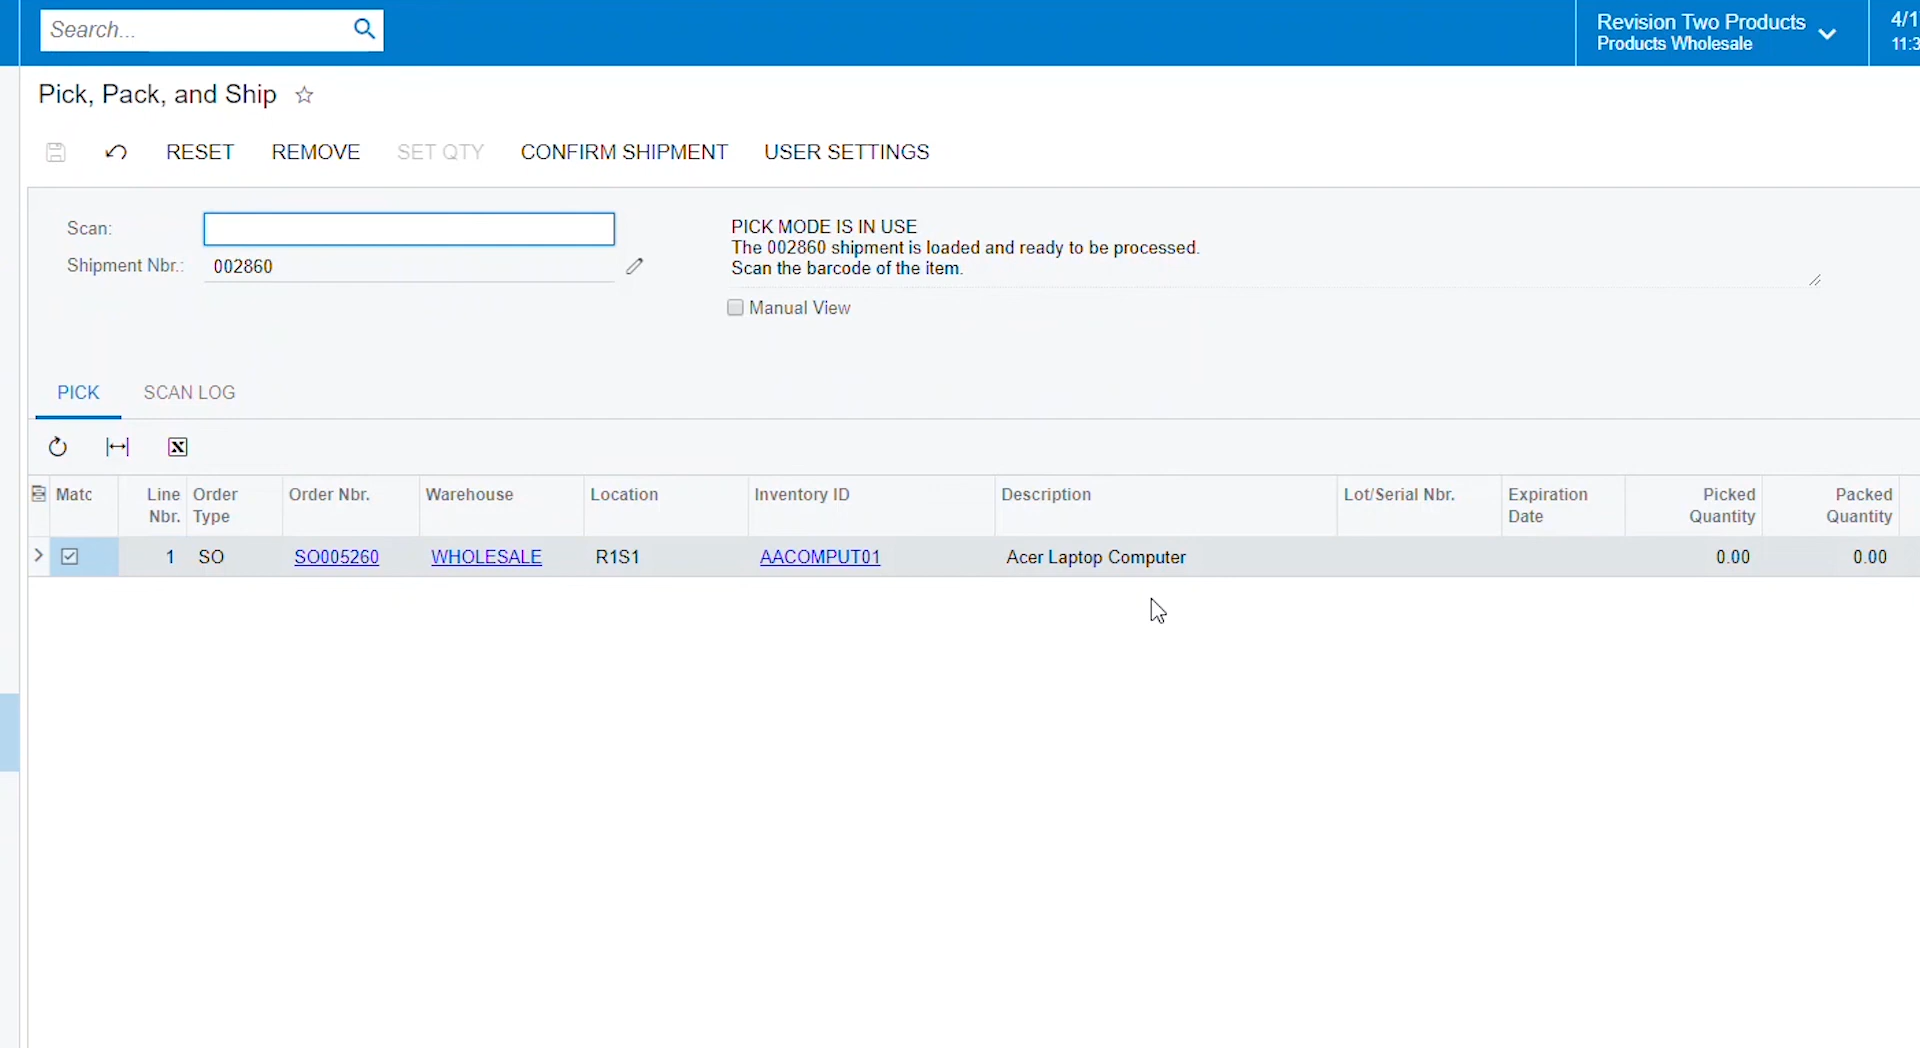 Search...
Revision Two Products
Products Wholesale
4/1
11:3
Pick, Pack, and Ship
RESET REMOVE SET QTY CONFIRM SHIPMENT USER SETTINGS
Scan:
Shipment Nbr.: 002860
PICK MODE IS IN USE
The 002860 shipment is loaded and ready to be processed.
Scan the barcode of the item.
Manual View
PICK SCAN LOG
Matc Line Nbr. Order Type Order Nbr. Warehouse Location Inventory ID Description Lot/Serial Nbr. Expiration Date Picked Quantity Packed Quantity
1 SO SO005260 WHOLESALE R1S1 AACOMPUT01 Acer Laptop Computer 0.00 0.00